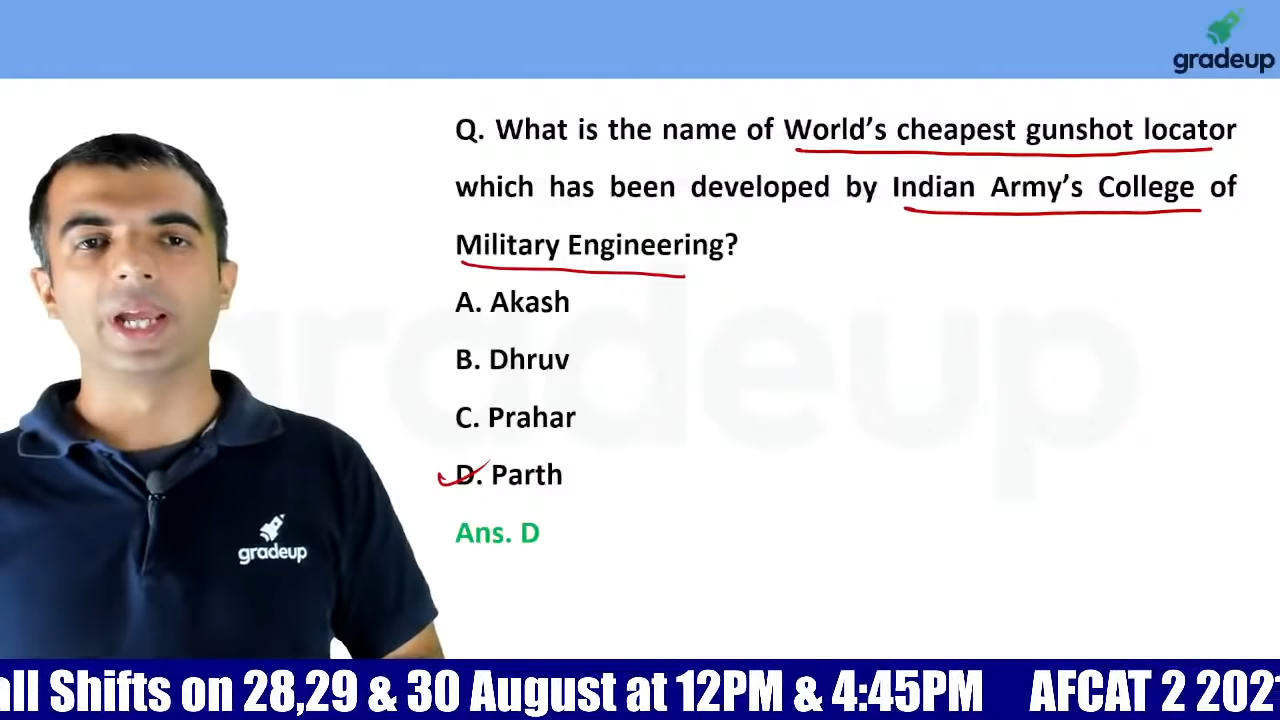 gradeup
Q. What is the name of World's cheapest gunshot locator
which has been developed by Indian Army's College of
Military Engineering?
A. Akash
B. Dhruv
C. Prahar
D. Parth
Ans. D
gradeup
gradeup
all Shifts on 28,29 & 30 August at 12PM & 4:45PM AFCAT 2 2021